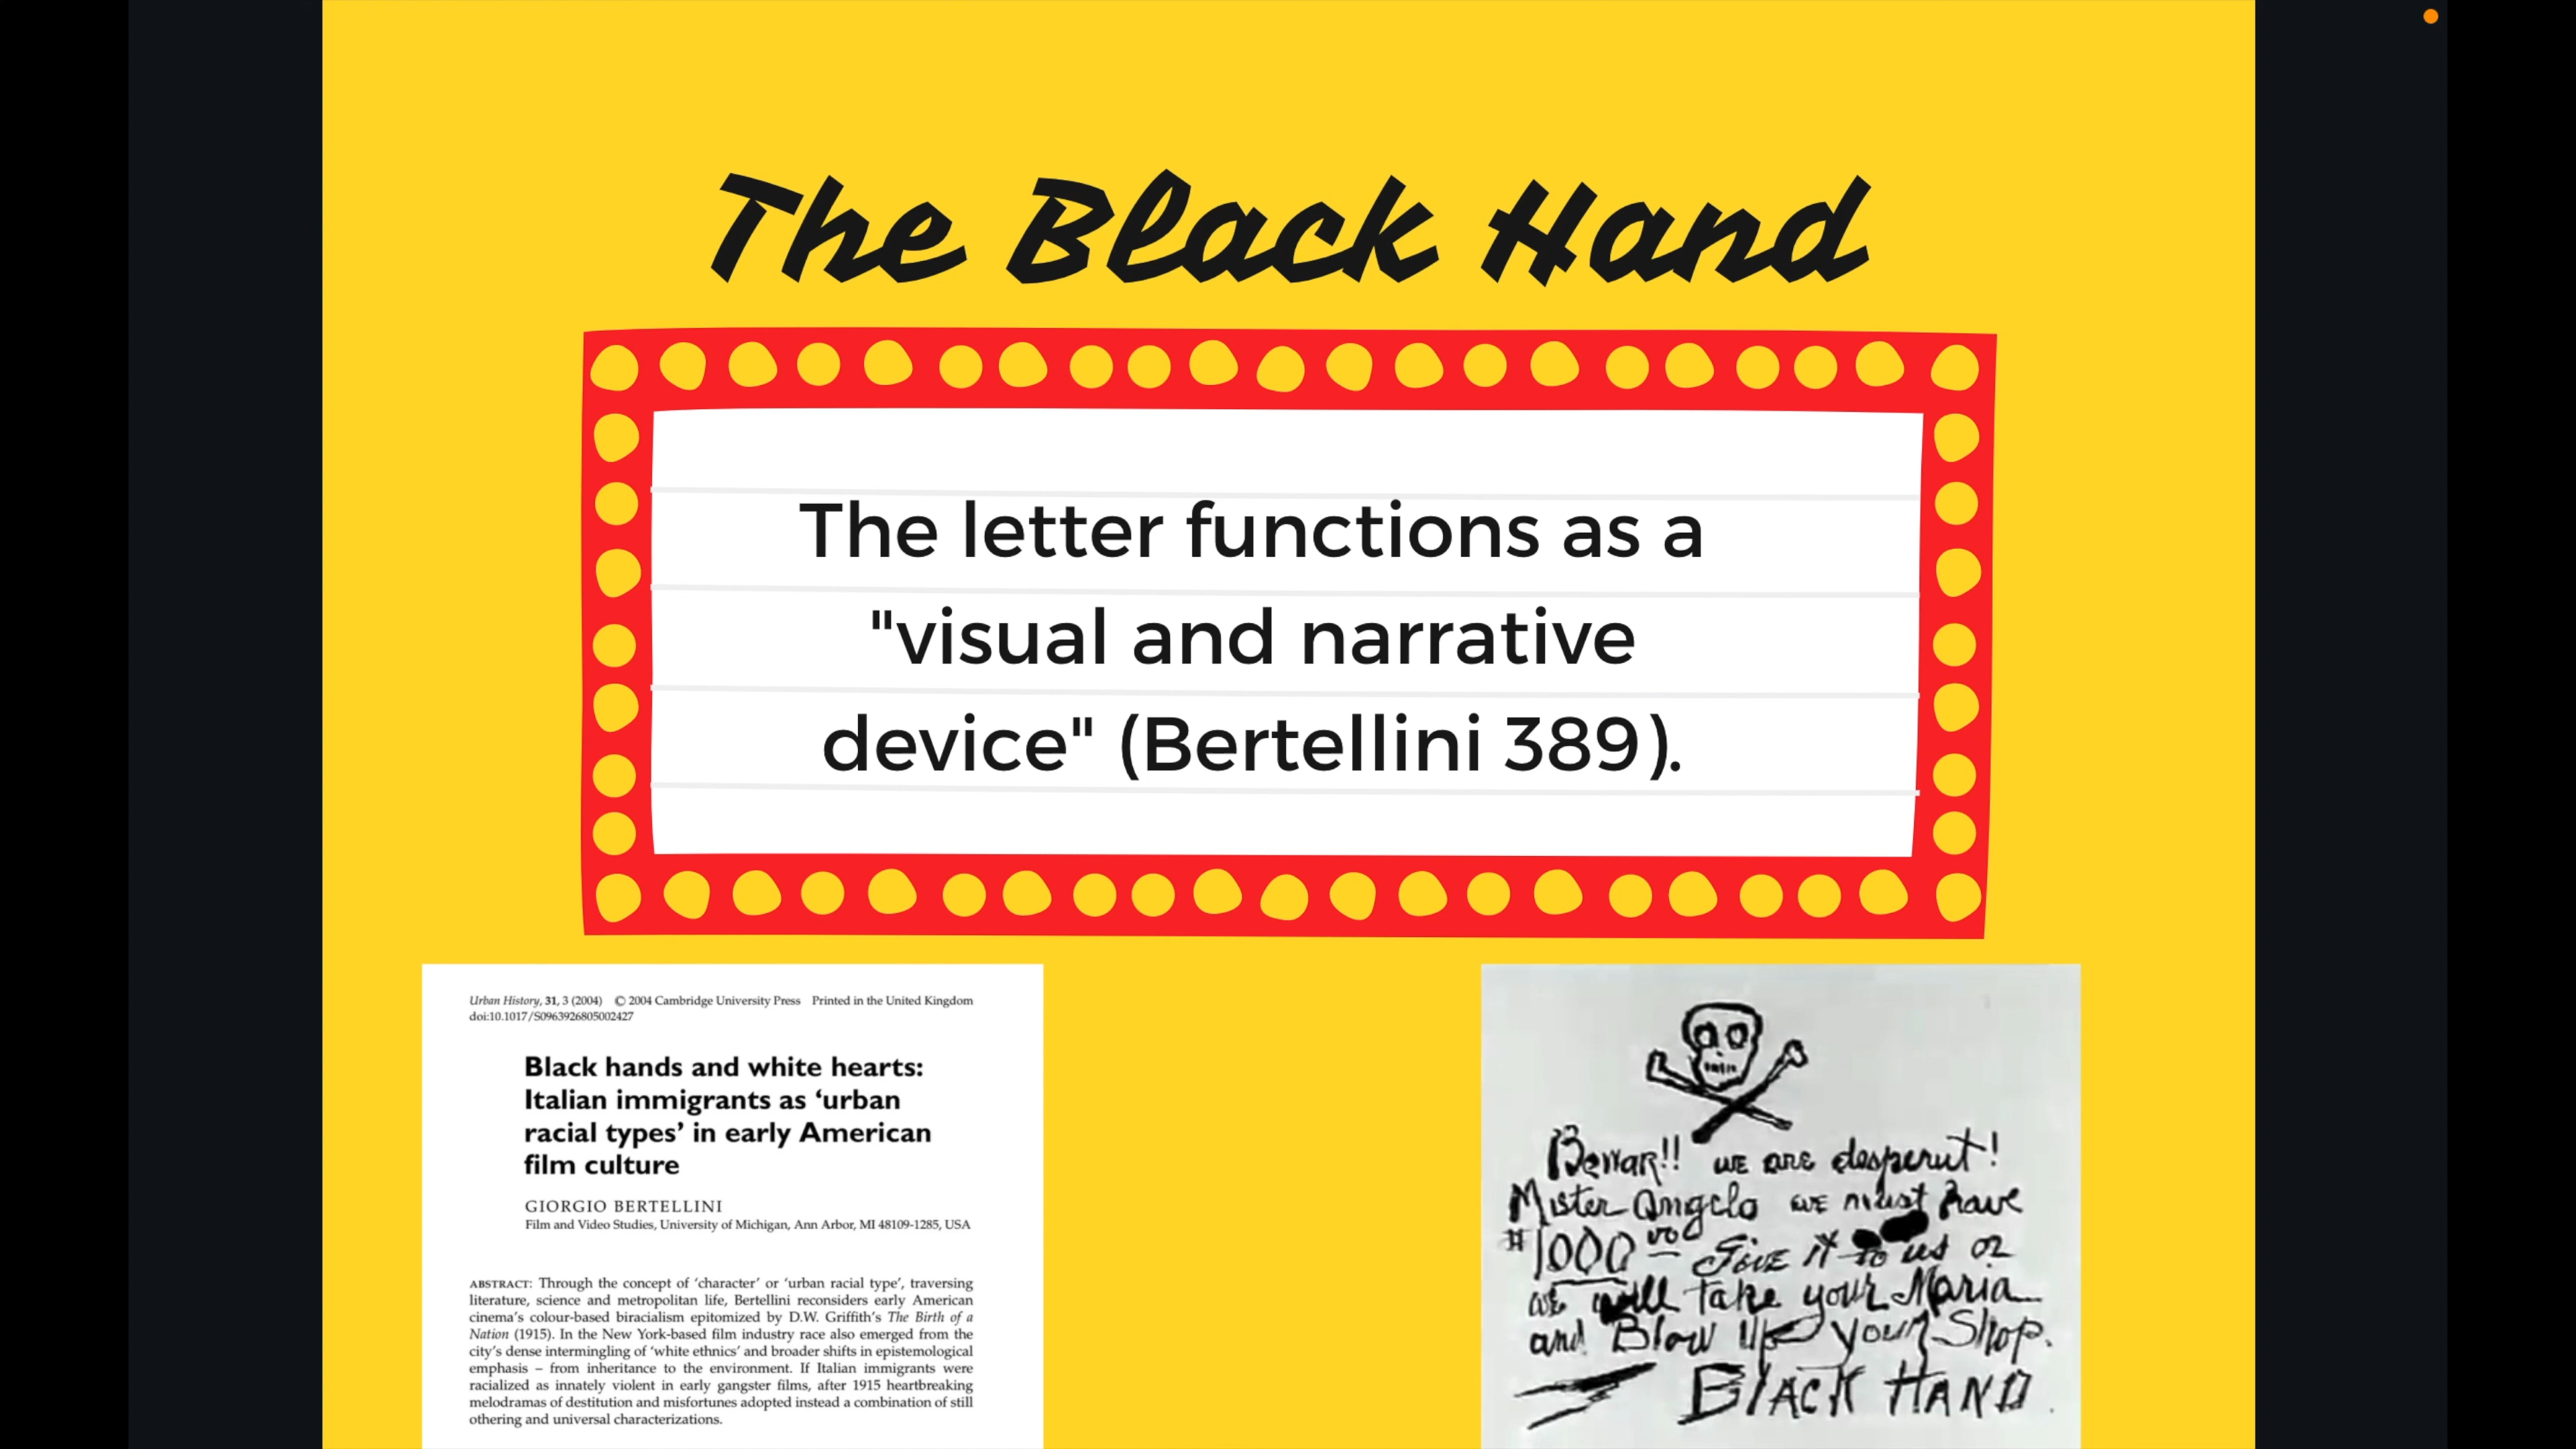 The Black Hand
The letter functions as a
"visual and narrative
device" (Bertellini 389).
Urban History, 31, 3 (2004) © 2004 Cambridge University Press Printed in the United Kingdom
doi:10.1017/S0963926805002427
Black hands and white hearts:
Italian immigrants as ‘urban
racial types’ in early American
film culture
GIORGIO BERTELLINI
Film and Video Studies, University of Michigan, Ann Arbor, MI 48109-1285, USA
ABSTRACT: Through the concept of ‘character’ or ‘urban racial type’, traversing
literature, science and metropolitan life, Bertellini reconsiders early American
cinema’s colour-based biracialism epitomized by D.W. Griffith’s The Birth of a
Nation (1915). In the New York-based film industry race also emerged from the
city’s dense intermingling of ‘white ethnics’ and broader shifts in epistemological
emphasis – from inheritance to the environment. If Italian immigrants were
racialized as innately violent in early gangster films, after 1915 heartbreaking
melodramas of destitution and misfortunes adopted instead a combination of still
othering and universal characterizations.
Bewar!! we are desperut!
Mister Angelo we must have
$1000 00 Give it to us or
we will take your Maria
and Blow Up your Shop.
BLACK HAND.